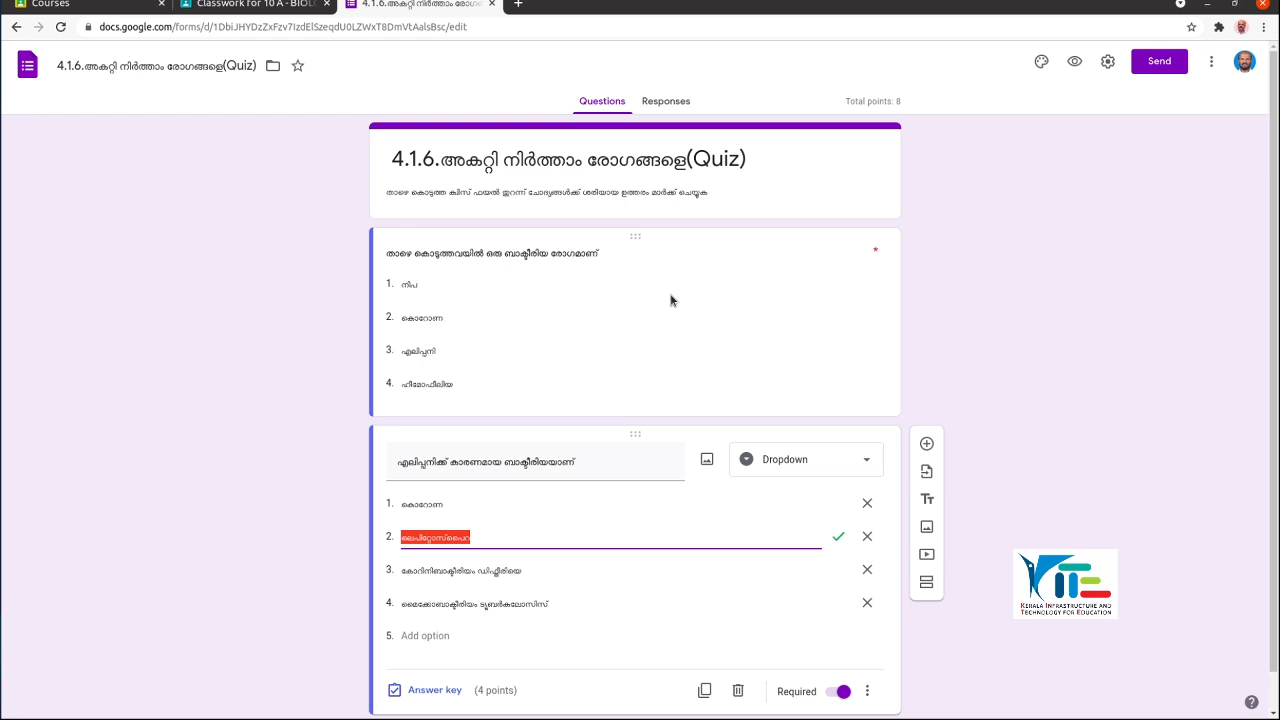 Courses
Classwork for 10 A - BIOL
4.1.6.അകറ്റി നിർത്താം രോഗ
docs.google.com/forms/d/1DbiJHYDzZxFzv7IzdElSzeqdU0LZWxT8DmVtAalsBsc/edit
4.1.6.അകറ്റി നിർത്താം രോഗങ്ങളെ(Quiz)
Send
Questions
Responses
Total points: 8
4.1.6.അകറ്റി നിർത്താം രോഗങ്ങളെ(Quiz)
താഴെ കൊടുത്ത ക്വിസ് ഫയൽ തുറന്ന് ചോദ്യങ്ങൾക്ക് ശരിയായ ഉത്തരം മാർക്ക് ചെയ്യുക
താഴെ കൊടുത്തവയിൽ ഒരു ബാക്ടീരിയ രോഗമാണ് *
1. നിപ
2. കൊറോണ
3. എലിപ്പനി
4. ഹീമോഫീലിയ
എലിപ്പനിക്ക് കാരണമായ ബാക്ടീരിയയാണ്
Dropdown
1. കൊറോണ
2. ലെപ്റ്റോസ്പൈറ
3. കോറിനിബാക്ടീരിയം ഡിഫ്ത്തീരിയെ
4. മൈക്കോബാക്ടീരിയം ട്യൂബർകുലോസിസ്
5. Add option
Answer key (4 points)
Required
KERALA INFRASTRUCTURE AND
TECHNOLOGY FOR EDUCATION